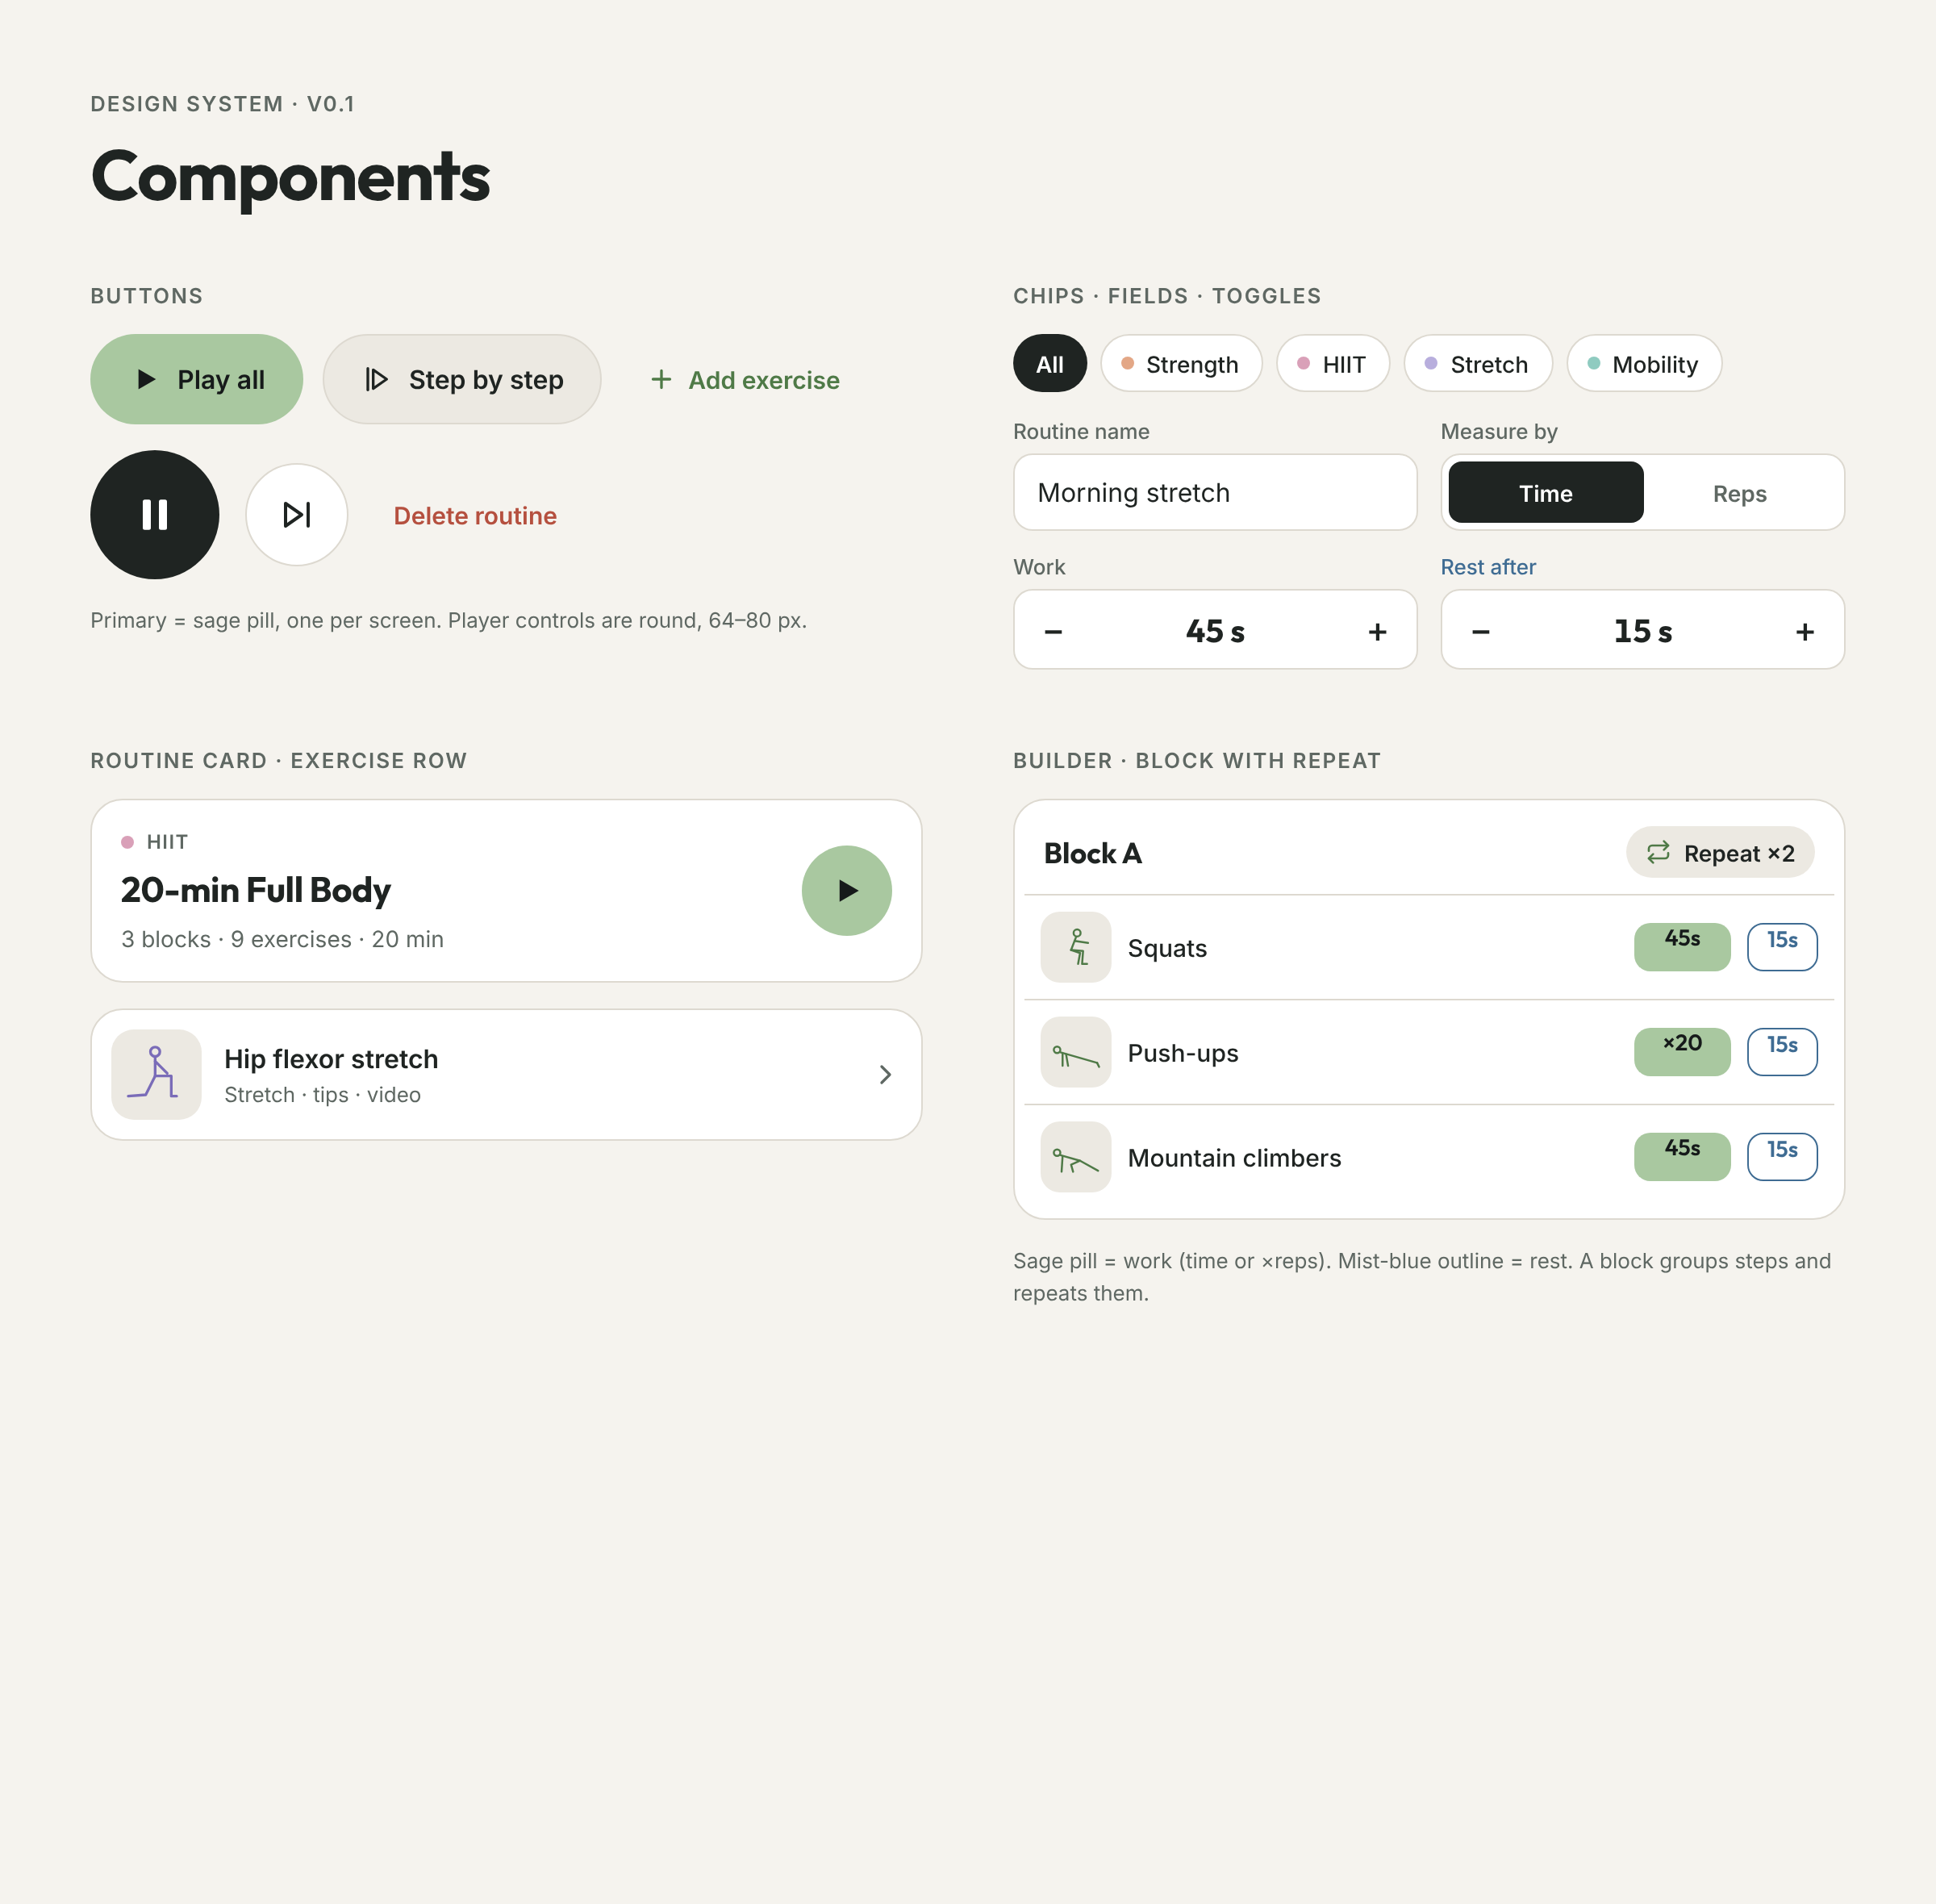 DESIGN SYSTEM · V0.1
Components
BUTTONS
Play all
Step by step
+ Add exercise
Delete routine
Primary = sage pill, one per screen. Player controls are round, 64–80 px.
CHIPS · FIELDS · TOGGLES
All
Strength
HIIT
Stretch
Mobility
Routine name
Measure by
Morning stretch
Time
Reps
Work
Rest after
− 45 s +
− 15 s +
ROUTINE CARD · EXERCISE ROW
HIIT
20-min Full Body
3 blocks · 9 exercises · 20 min
Hip flexor stretch
Stretch · tips · video
BUILDER · BLOCK WITH REPEAT
Block A
Repeat ×2
Squats
45s
15s
Push-ups
×20
15s
Mountain climbers
45s
15s
Sage pill = work (time or ×reps). Mist-blue outline = rest. A block groups steps and
repeats them.